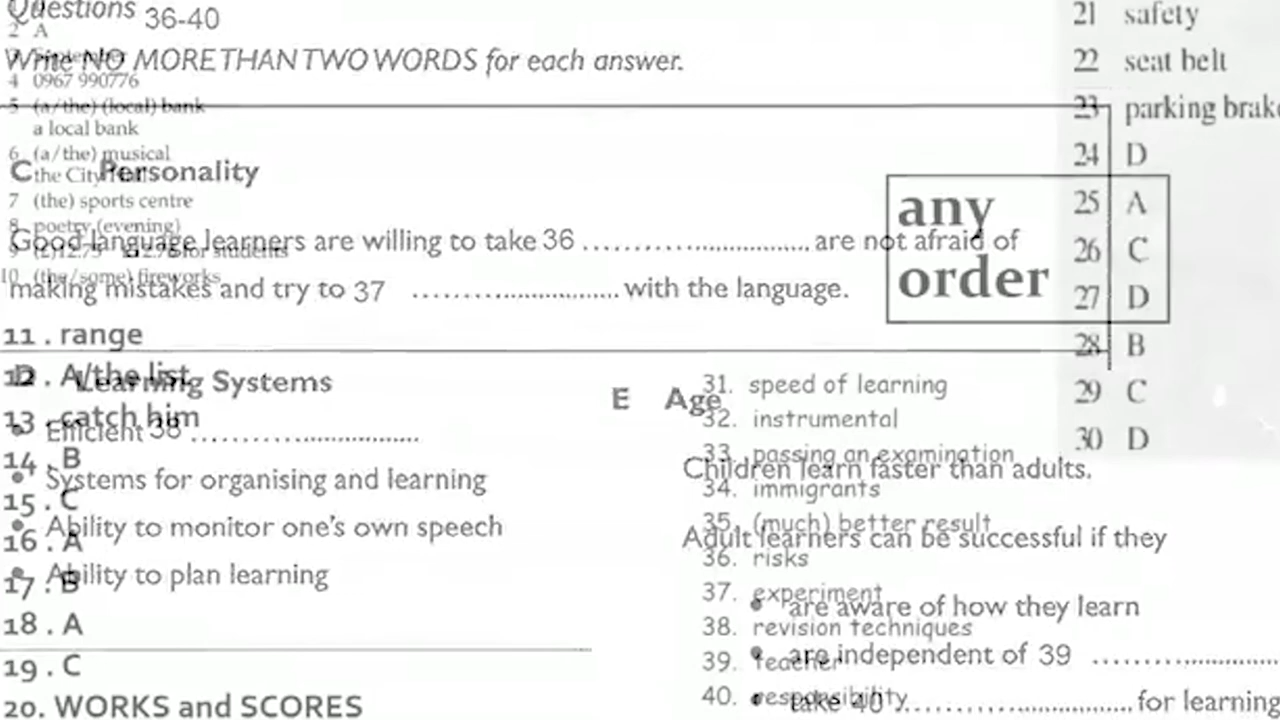 Questions 36-40
Write NO MORE THAN TWO WORDS for each answer.
C Personality
Good language learners are willing to take 36 .......................... are not afraid of
making mistakes and try to 37 .......................... with the language.
D Learning Systems
• Efficient 38 ..........................
• Systems for organising and learning
• Ability to monitor one's own speech
• Ability to plan learning
E Age
Children learn faster than adults.
Adult learners can be successful if they
• are aware of how they learn
• are independent of 39 ..........................
• take 40 .......................... for learning
2 A
3 September
4 0967 990776
5 (a/the) (local) bank
a local bank
6 (a/the) musical
the City
7 (the) sports centre
8 poetry (evening)
for students
10 (the/some) fireworks
11 . range
12 . A/the list
13 . catch him
14 . B
15 . C
16 . A
17 . B
18 . A
19 . C
20. WORKS and SCORES
21 safety
22 seat belt
23 parking brake
24 D
any order
25 A
26 C
27 D
28 B
29 C
30 D
31. speed of learning
32. instrumental
33. passing an examination
34. immigrants
35. (much) better result
36. risks
37. experiment
38. revision techniques
39. teacher
40. responsibility